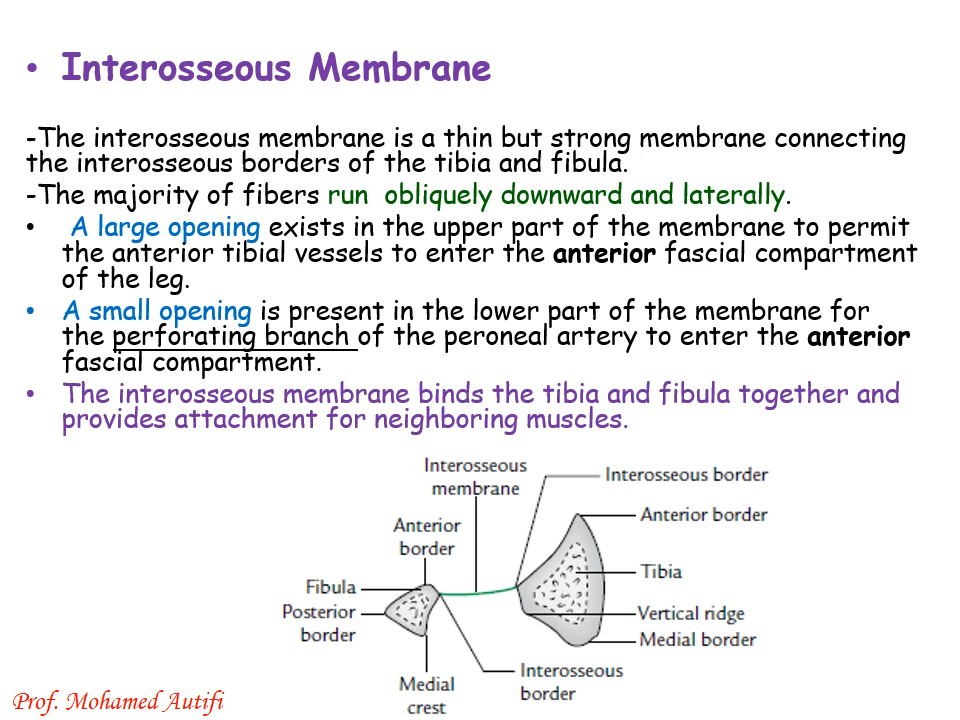 • Interosseous Membrane
-The interosseous membrane is a thin but strong membrane connecting
the interosseous borders of the tibia and fibula.
-The majority of fibers run obliquely downward and laterally.
• A large opening exists in the upper part of the membrane to permit
the anterior tibial vessels to enter the anterior fascial compartment
of the leg.
• A small opening is present in the lower part of the membrane for
the perforating branch of the peroneal artery to enter the anterior
fascial compartment.
• The interosseous membrane binds the tibia and fibula together and
provides attachment for neighboring muscles.
Interosseous
membrane
Interosseous border
Anterior border
Anterior
border
Tibia
Fibula
Posterior
border
Vertical ridge
Medial border
Interosseous
border
Medial
crest
Prof. Mohamed Autifi